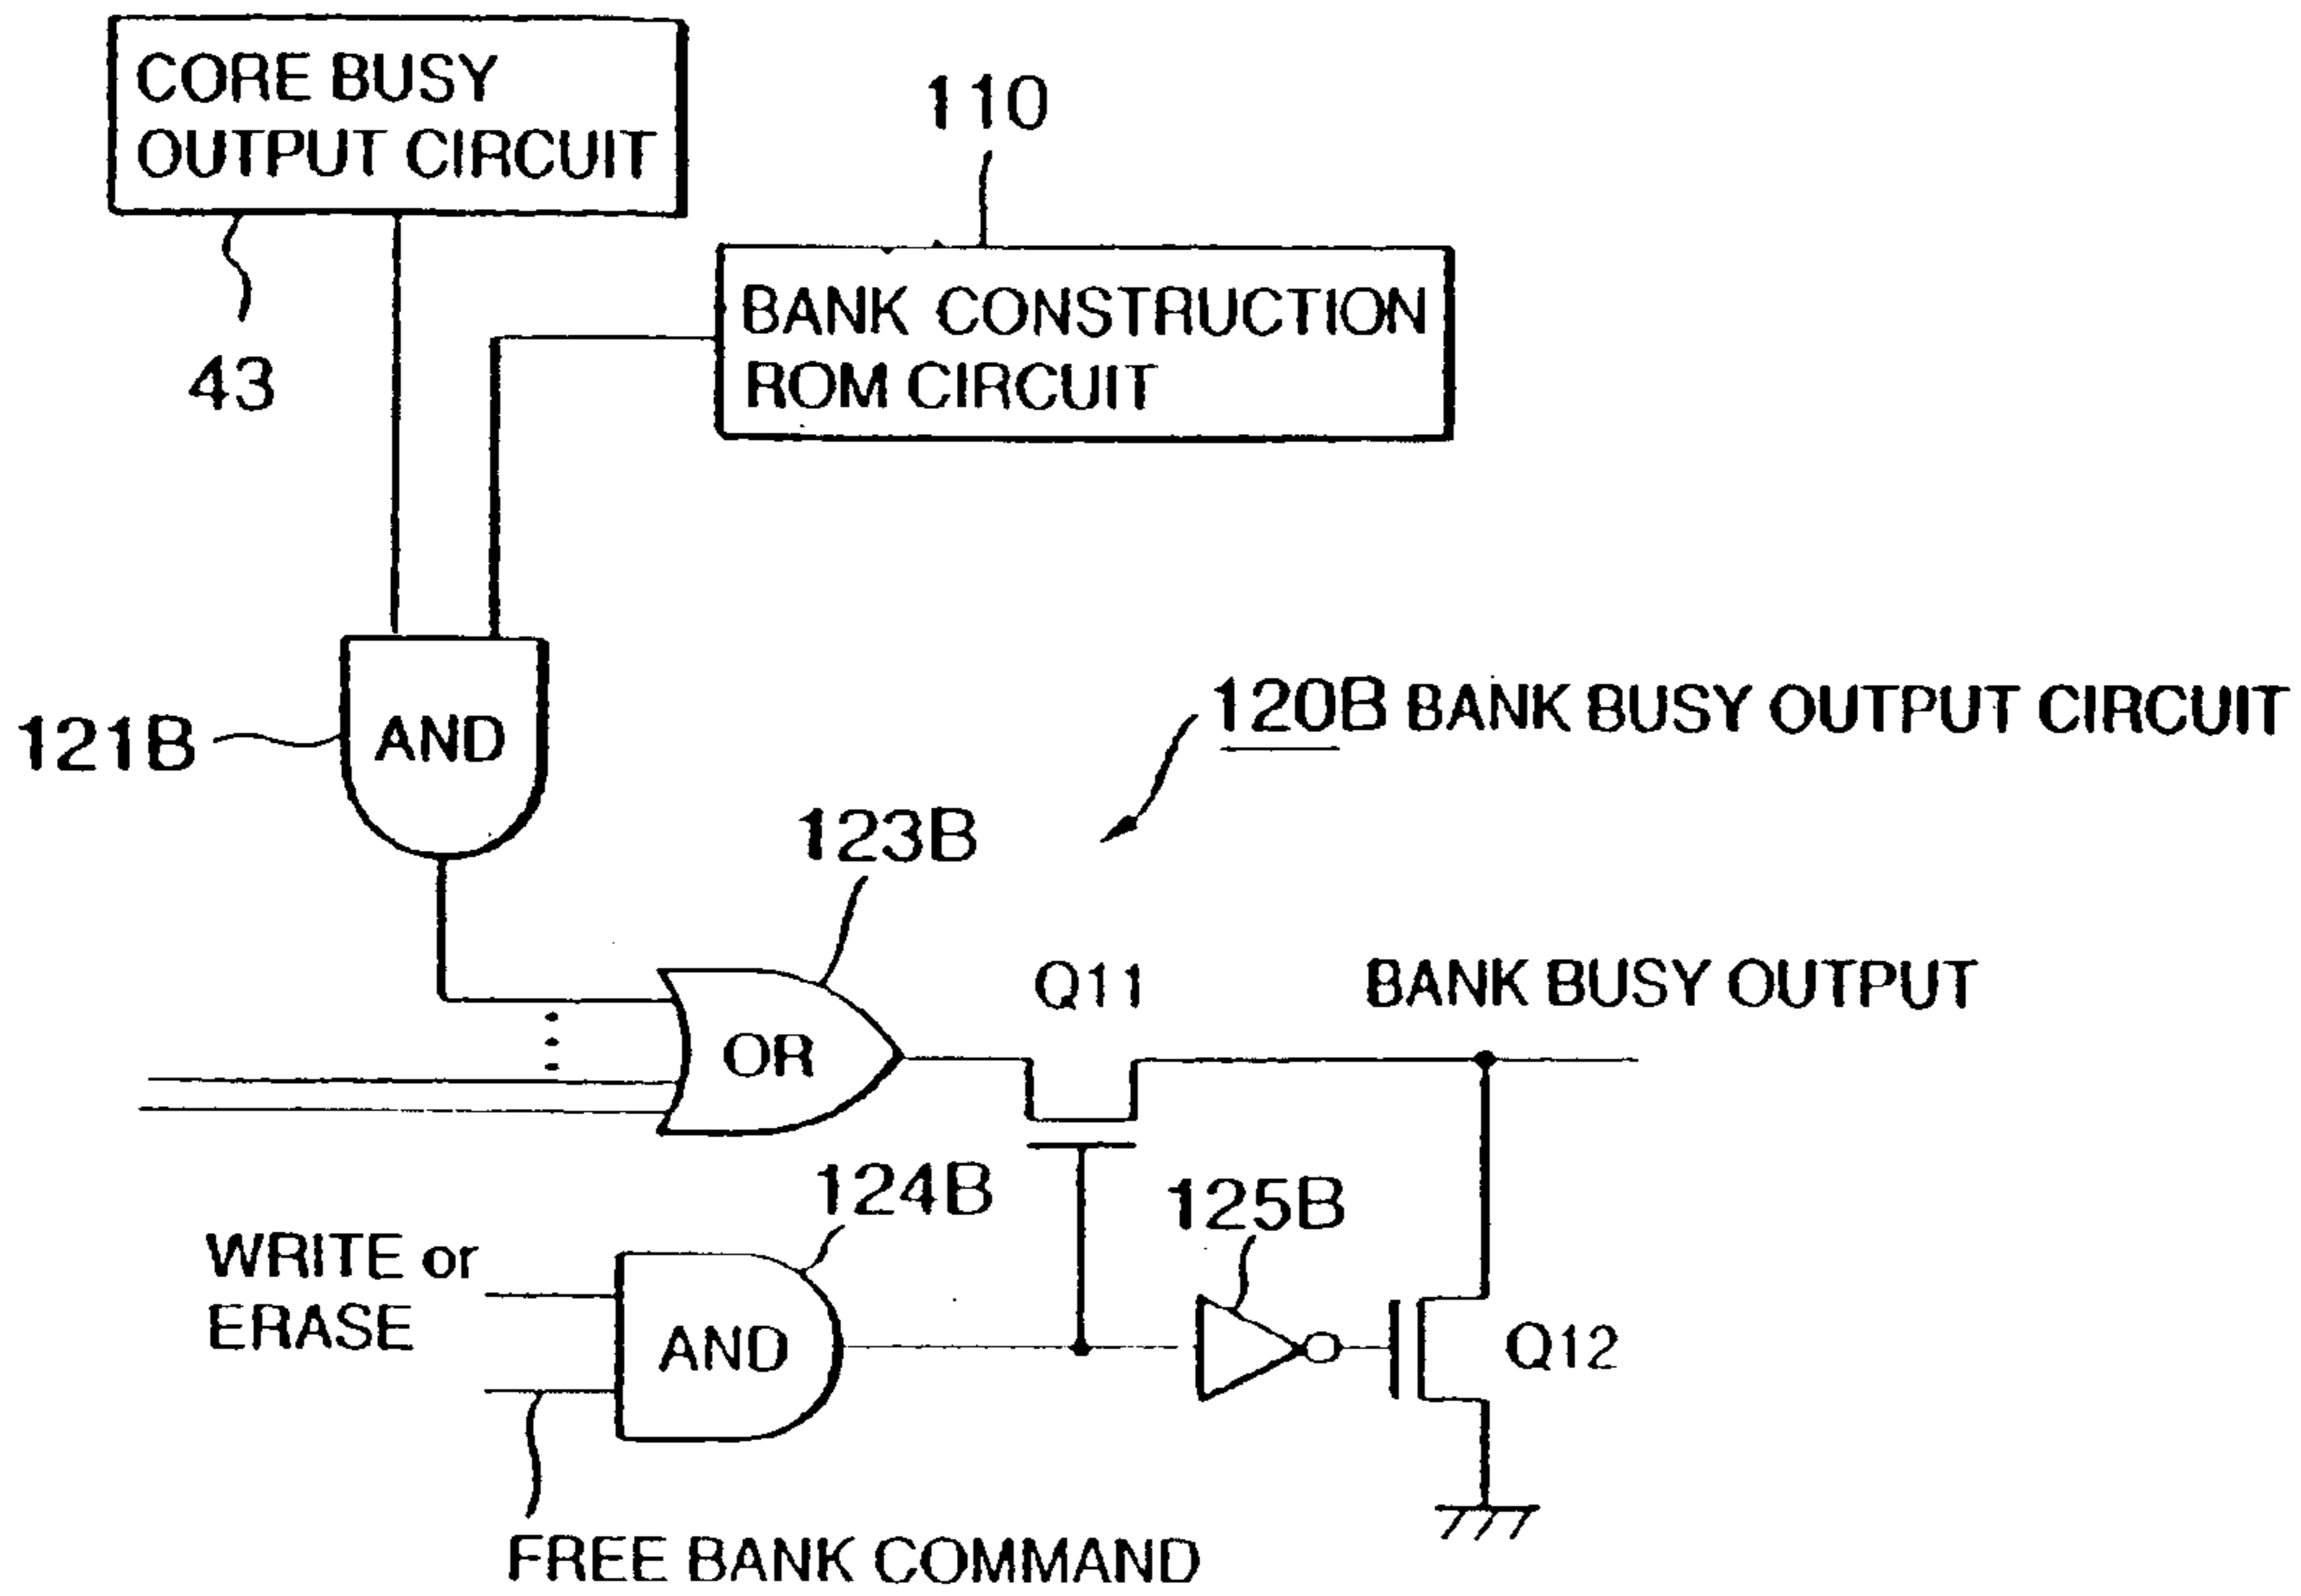 CORE BUSY
OUTPUT CIRCUIT
110
BANK CONSTRUCTION
ROM CIRCUIT
43
121B
AND
120B BANK BUSY OUTPUT CIRCUIT
123B
OR
Q11
BANK BUSY OUTPUT
124B
125B
WRITE or
ERASE
AND
Q12
FREE BANK COMMAND